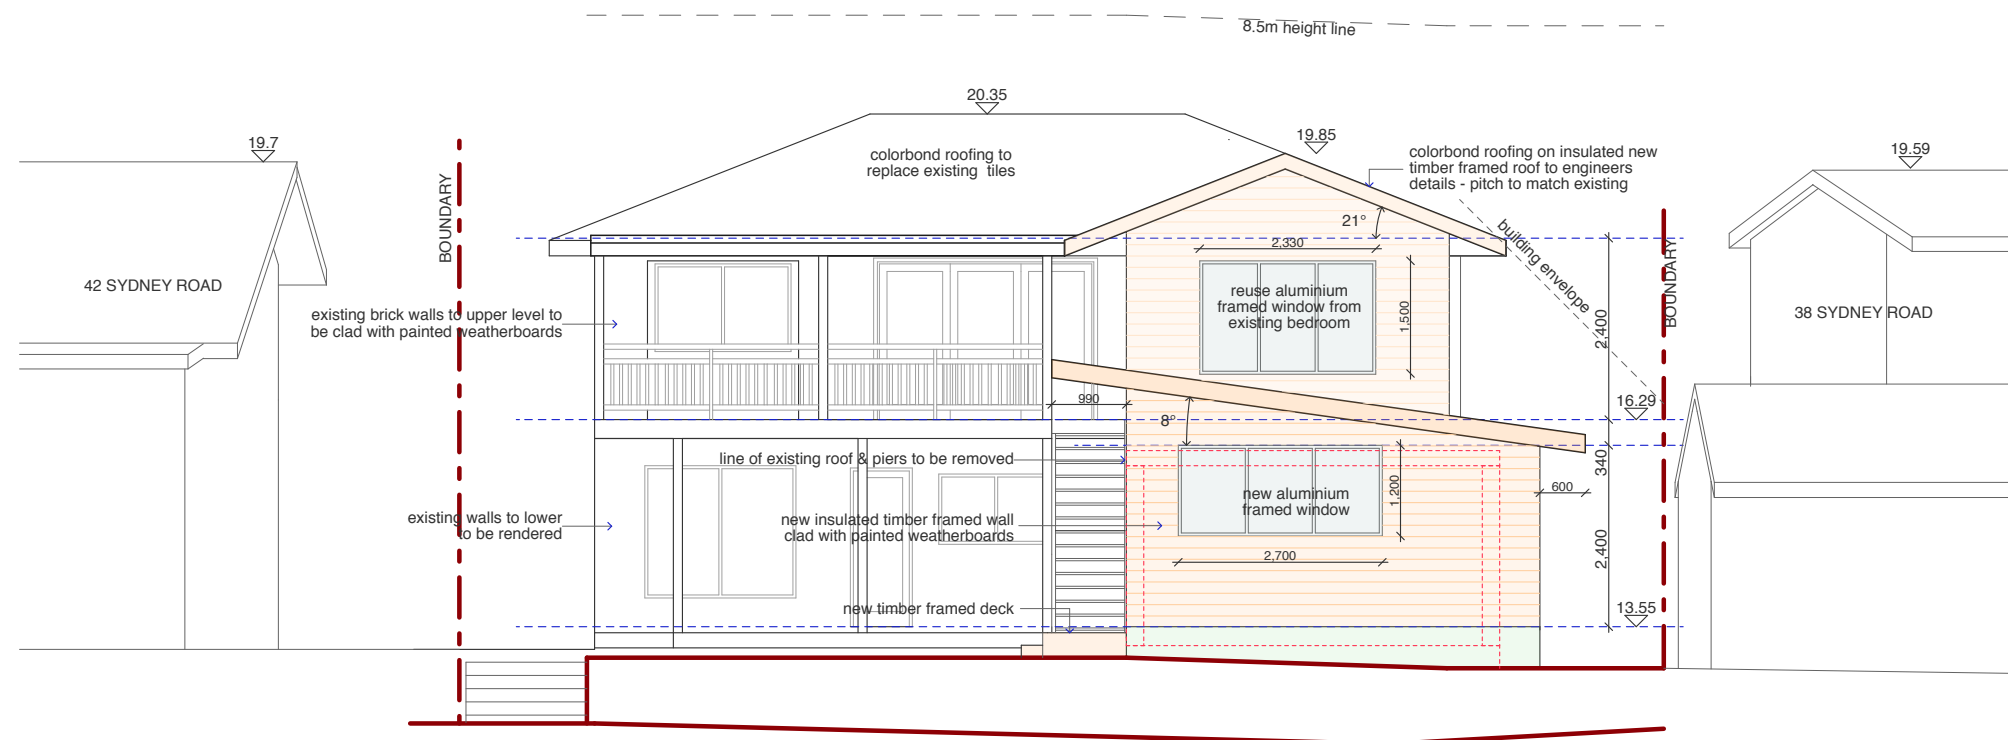 8.5m height line
20.35
19.7
19.85
19.59
colorbond roofing to
replace existing tiles
colorbond roofing on insulated new
timber framed roof to engineers
details - pitch to match existing
BOUNDARY
21°
building envelope
2,330
BOUNDARY
42 SYDNEY ROAD
reuse aluminium
framed window from
existing bedroom
1,500
2,400
38 SYDNEY ROAD
existing brick walls to upper level to
be clad with painted weatherboards
990
8°
16.29
line of existing roof & piers to be removed
340
600
1,200
new aluminium
framed window
existing walls to lower
to be rendered
new insulated timber framed wall
clad with painted weatherboards
2,700
2,400
new timber framed deck
13.55